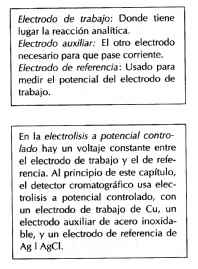 Electrodo de trabajo: Donde tiene
lugar la reacción analítica.
Electrodo auxiliar: El otro electrodo
necesario para que pase corriente.
Electrodo de referencia: Usado para
medir el potencial del electrodo de
trabajo.
En la electrolisis a potencial contro-
lado hay un voltaje constante entre
el electrodo de trabajo y el de refe-
rencia. Al principio de este capítulo,
el detector cromatográfico usa elec-
trolisis a potencial controlado, con
un electrodo de trabajo de Cu, un
electrodo auxiliar de acero inoxida-
ble, y un electrodo de referencia de
Ag | AgCl.